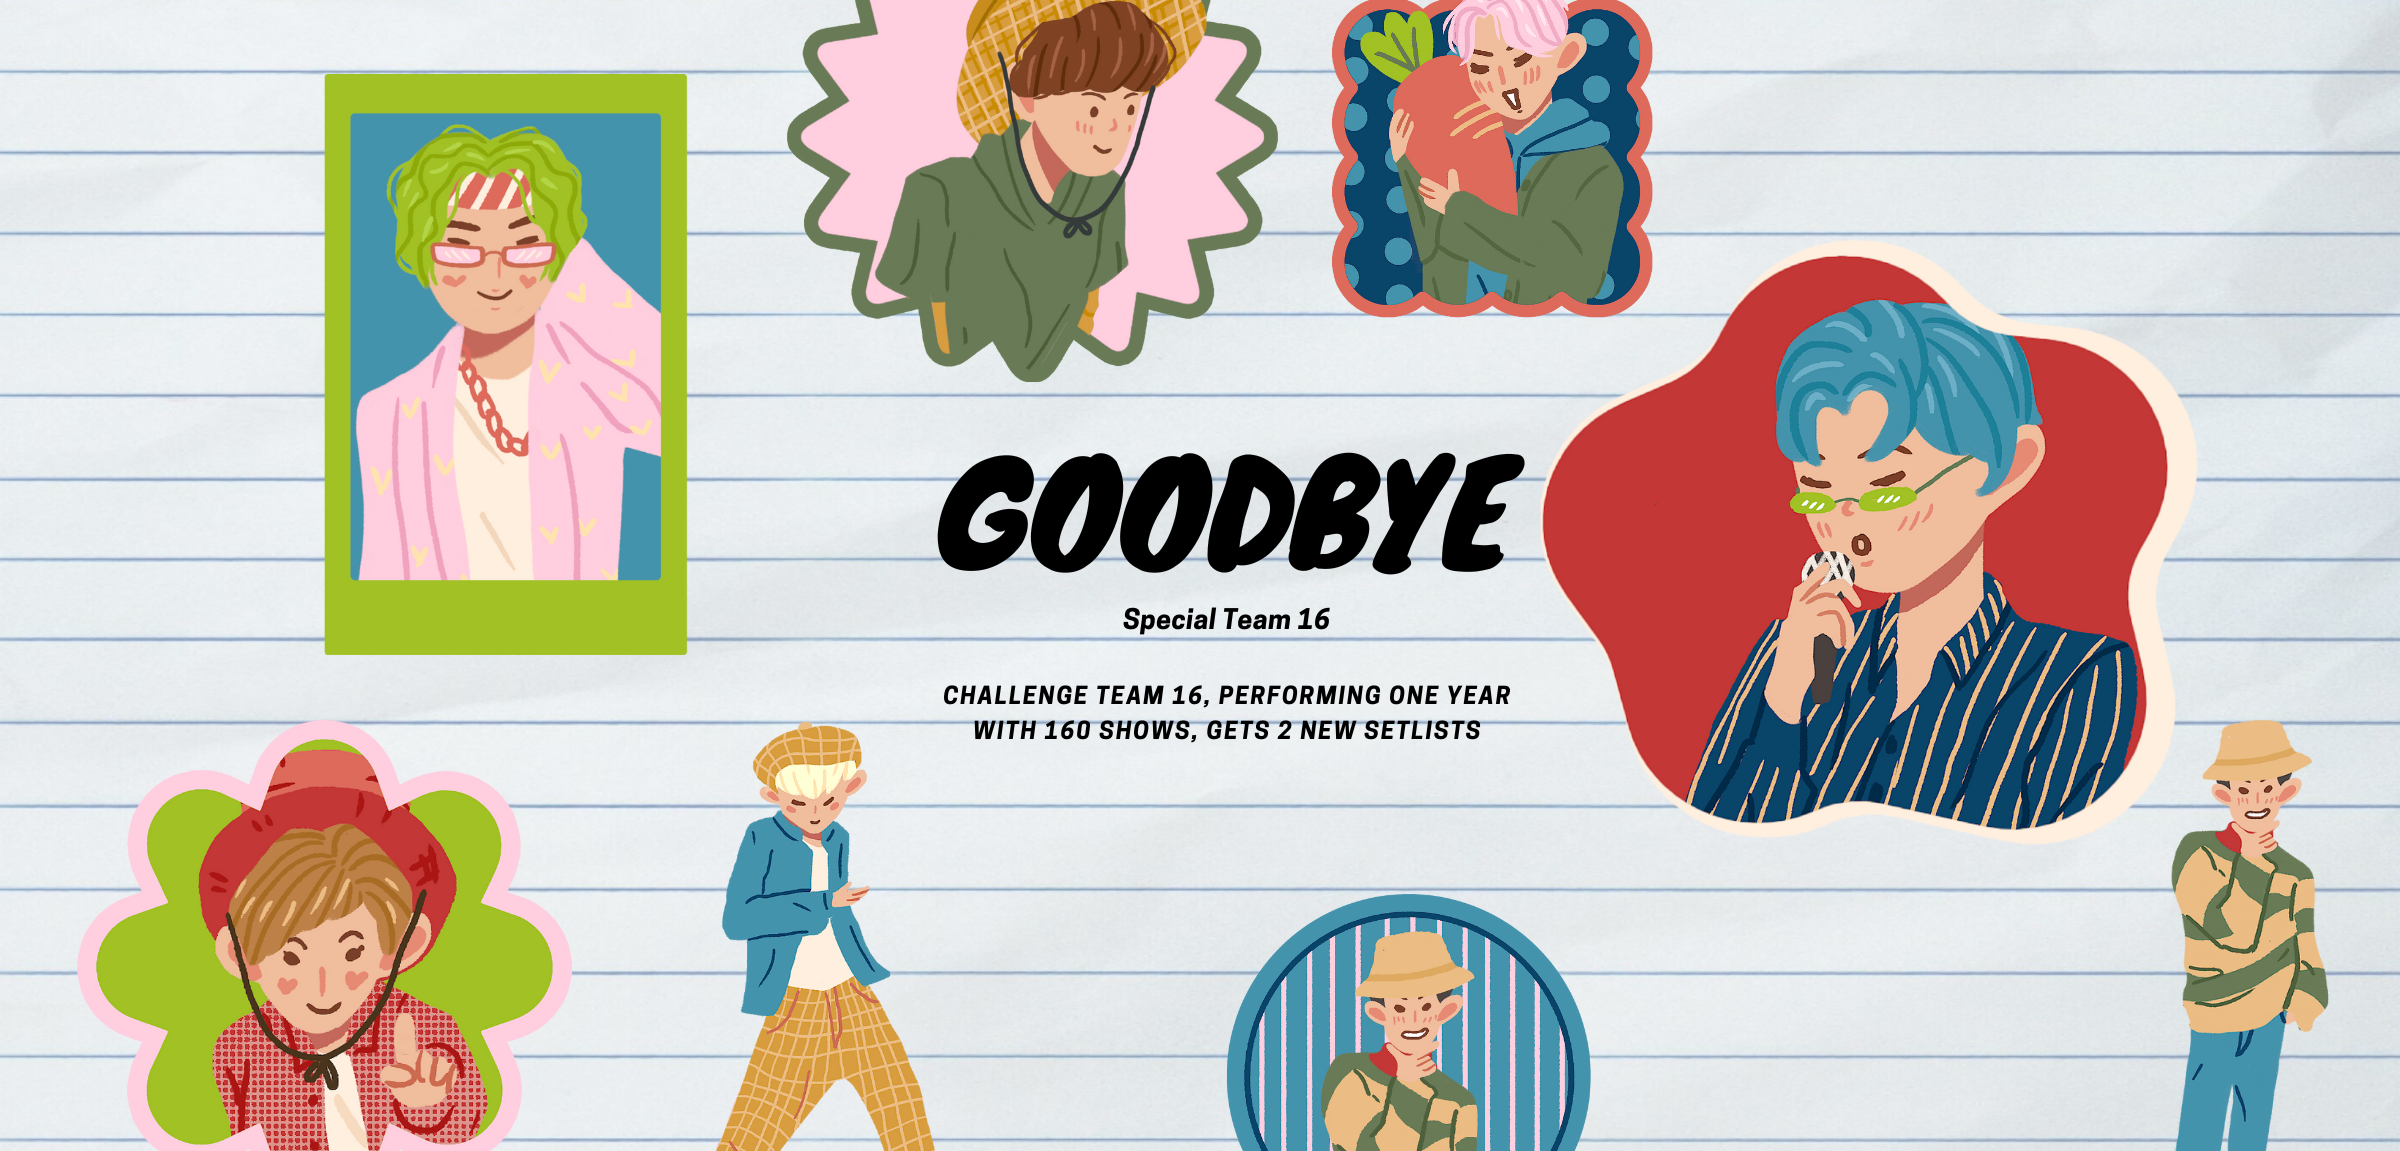 GOODBYE
Special Team 16
CHALLENGE TEAM 16, PERFORMING ONE YEAR
WITH 160 SHOWS, GETS 2 NEW SETLISTS